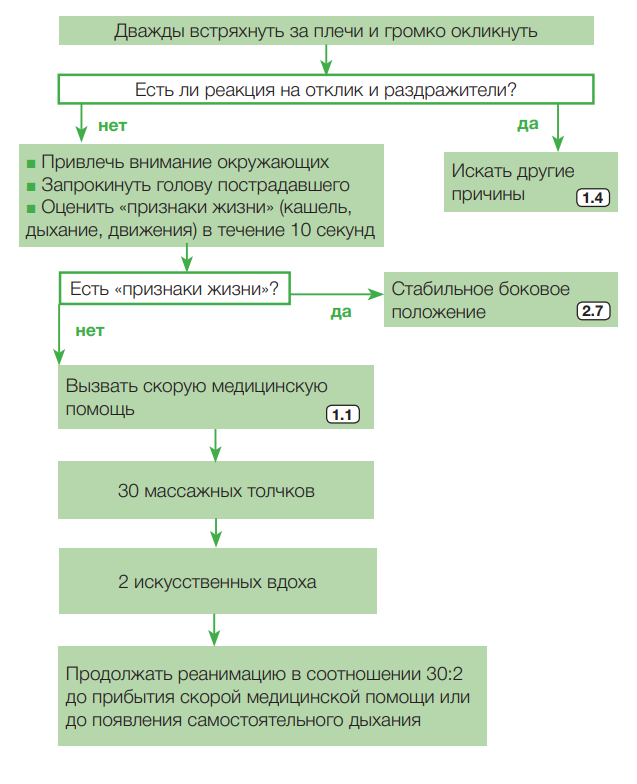 Дважды встряхнуть за плечи и громко окликнуть
Есть ли реакция на отклик и раздражители?
нет
да
■ Привлечь внимание окружающих
■ Запрокинуть голову пострадавшего
■ Оценить «признаки жизни» (кашель,
дыхание, движения) в течение 10 секунд
Искать другие
причины 1.4
Есть «признаки жизни»?
да
Стабильное боковое
положение 2.7
нет
Вызвать скорую медицинскую
помощь 1.1
30 массажных толчков
2 искусственных вдоха
Продолжать реанимацию в соотношении 30:2
до прибытия скорой медицинской помощи или
до появления самостоятельного дыхания